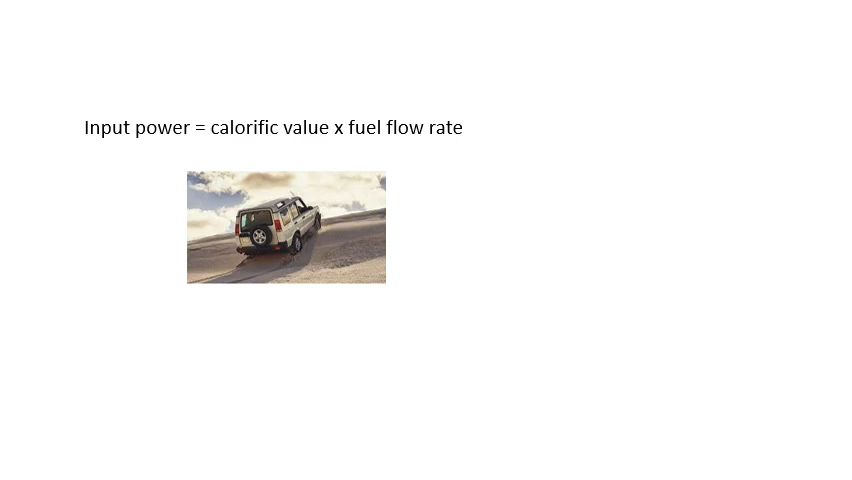 Input power = calorific value x fuel flow rate